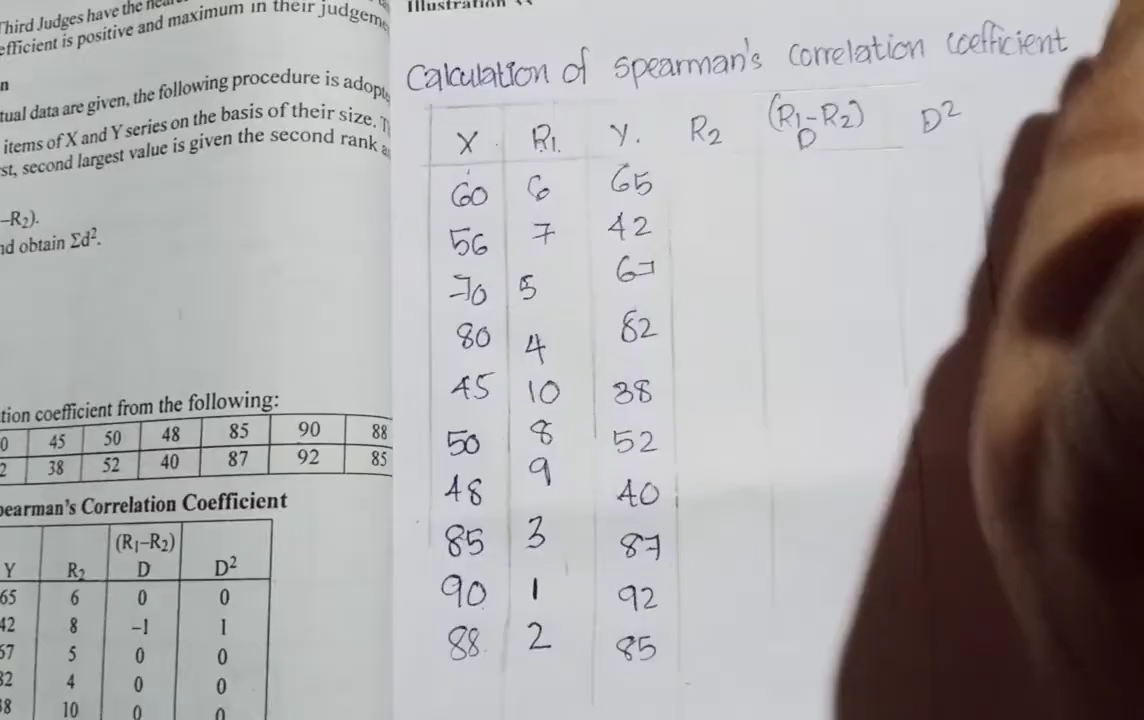 Third Judges have the
efficient is positive and maximum in their judgeme
n
tual data are given, the following procedure is adopte
items of X and Y series on the basis of their size. T
st, second largest value is given the second rank a
–R2).
nd obtain Σd².
tion coefficient from the following:
0 45 50 48 85 90 88
2 38 52 40 87 92 85
pearman's Correlation Coefficient
(R1–R2)
Y R2 D D²
65 6 0 0
42 8 –1 1
67 5 0 0
82 4 0 0
38 10 0 0
Illustration
Calculation of Spearman's correlation coefficient
X R1. Y. R2 (R1-R2) D D²
60 6 65
56 7 42
70 5 67
80 4 82
45 10 38
50 8 52
48 9 40
85 3 87
90 1 92
88 2 85